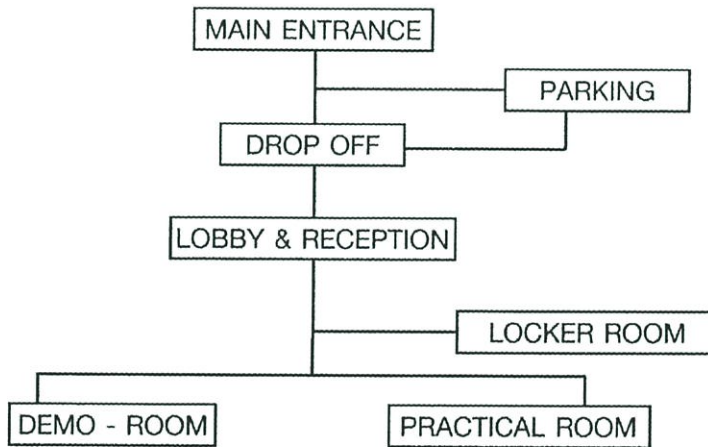 MAIN ENTRANCE
PARKING
DROP OFF
LOBBY & RECEPTION
LOCKER ROOM
DEMO - ROOM
PRACTICAL ROOM